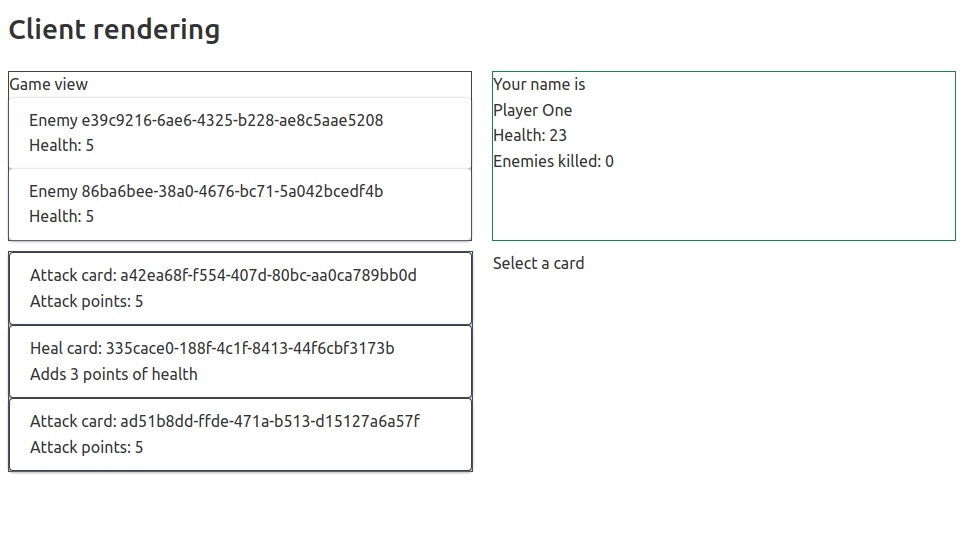 Client rendering
Game view
Enemy e39c9216-6ae6-4325-b228-ae8c5aae5208
Health: 5
Enemy 86ba6bee-38a0-4676-bc71-5a042bcedf4b
Health: 5
Your name is
Player One
Health: 23
Enemies killed: 0
Attack card: a42ea68f-f554-407d-80bc-aa0ca789bb0d
Attack points: 5
Heal card: 335cace0-188f-4c1f-8413-44f6cbf3173b
Adds 3 points of health
Attack card: ad51b8dd-ffde-471a-b513-d15127a6a57f
Attack points: 5
Select a card